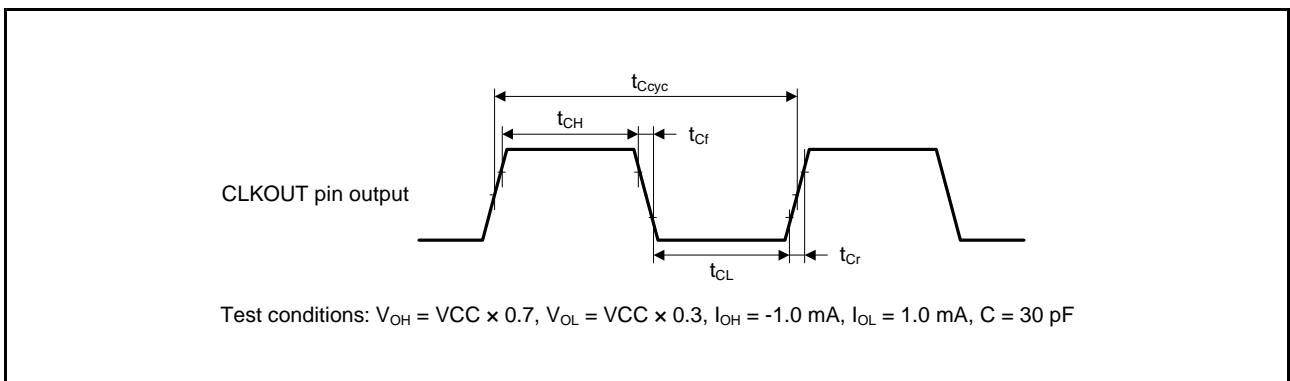 tCcyc
tCH
tCf
CLKOUT pin output
tCr
tCL
Test conditions: VOH = VCC × 0.7, VOL = VCC × 0.3, IOH = -1.0 mA, IOL = 1.0 mA, C = 30 pF